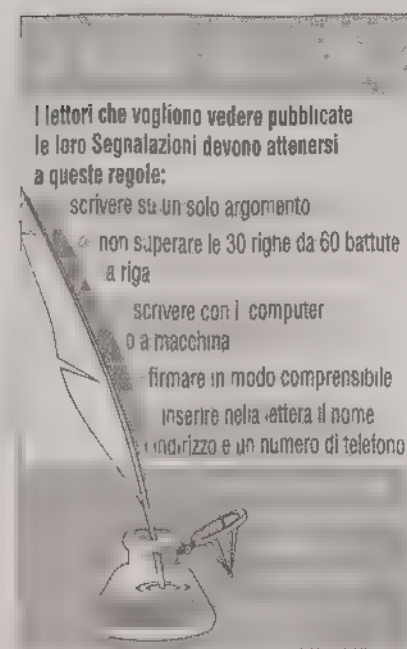 I lettori che vogliono vedere pubblicate
le loro Segnalazioni devono attenersi
a queste regole:
scrivere su un solo argomento
non superare le 30 righe da 60 battute
a riga
scrivere con i computer
o a macchina
firmare in modo comprensibile
inserire nella lettera il nome
indirizzo e un numero di telefono